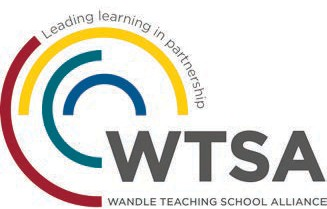 Leading learning in partnership
WTSA
WANDLE TEACHING SCHOOL ALLIANCE